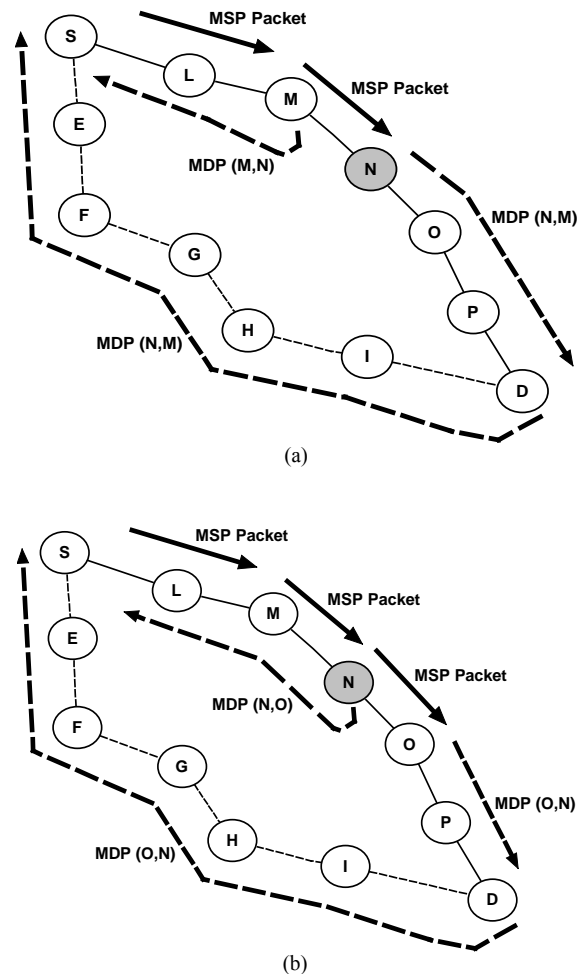 MSP Packet
S
L
MSP Packet
M
E
MDP (M,N)
N
MDP (N,M)
F
O
G
P
H
MDP (N,M)
I
D
(a)
MSP Packet
S
L
MSP Packet
M
E
MSP Packet
N
MDP (N,O)
F
O
G
MDP (O,N)
P
H
MDP (O,N)
I
D
(b)